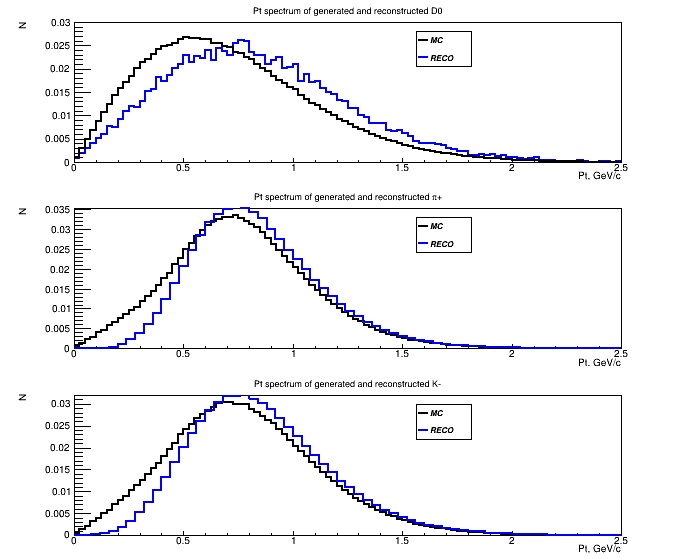 Pt spectrum of generated and reconstructed D0
N
0.03
0.025
0.02
0.015
0.01
0.005
0
MC
RECO
0 0.5 1 1.5 2 2.5
Pt, GeV/c
Pt spectrum of generated and reconstructed π+
N
0.035
0.03
0.025
0.02
0.015
0.01
0.005
0
MC
RECO
0 0.5 1 1.5 2 2.5
Pt, GeV/c
Pt spectrum of generated and reconstructed K-
N
0.03
0.025
0.02
0.015
0.01
0.005
0
MC
RECO
0 0.5 1 1.5 2 2.5
Pt, GeV/c